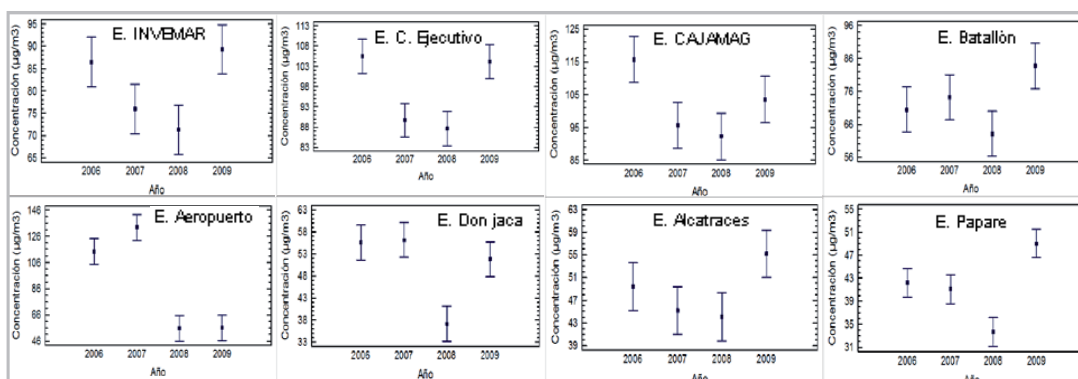 E. INVEMAR
Concentración (µg/m3)
95
90
85
80
75
70
65
2006 2007 2008 2009
Año
E. C. Ejecutivo
Concentración (µg/m3)
113
108
103
98
93
88
83
2006 2007 2008 2009
Año
E. CAJAMAG
Concentración (µg/m3)
125
115
105
95
85
2006 2007 2008 2009
Año
E. Batallón
Concentración (µg/m3)
96
86
76
66
56
2006 2007 2008 2009
Año
E. Aeropuerto
Concentración (µg/m3)
146
126
106
86
66
46
2006 2007 2008 2009
Año
E. Don jaca
Concentración (µg/m3)
63
58
53
48
43
38
33
2006 2007 2008 2009
Año
E. Alcatraces
Concentración (µg/m3)
63
59
55
51
47
43
39
2006 2007 2008 2009
Año
E. Papare
Concentración (µg/m3)
55
51
47
43
39
35
31
2006 2007 2008 2009
Año